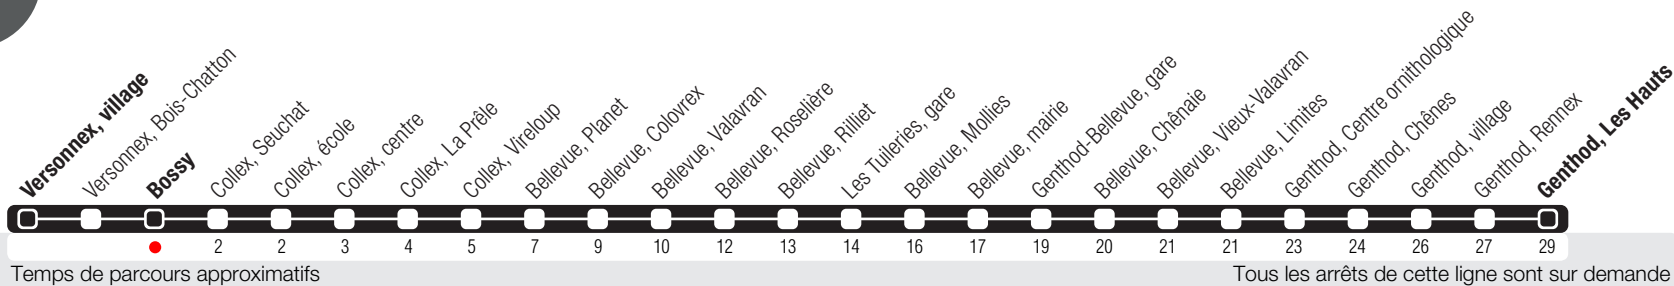 Versonnex, village
Versonnex, Bois-Chatton
Bossy
Collex, Seuchat
Collex, école
Collex, centre
Collex, La Prêle
Collex, Vireloup
Bellevue, Planet
Bellevue, Colovrex
Bellevue, Valavran
Bellevue, Roselière
Bellevue, Rilliet
Les Tuileries, gare
Bellevue, Mollies
Bellevue, mairie
Genthod-Bellevue, gare
Bellevue, Chênaie
Bellevue, Vieux-Valavran
Bellevue, Limites
Genthod, Centre ornithologique
Genthod, Chênes
Genthod, village
Genthod, Rennex
Genthod, Les Hauts
2 2 3 4 5 7 9 10 12 13 14 16 17 19 20 21 21 23 24 26 27 29
Temps de parcours approximatifs
Tous les arrêts de cette ligne sont sur demande